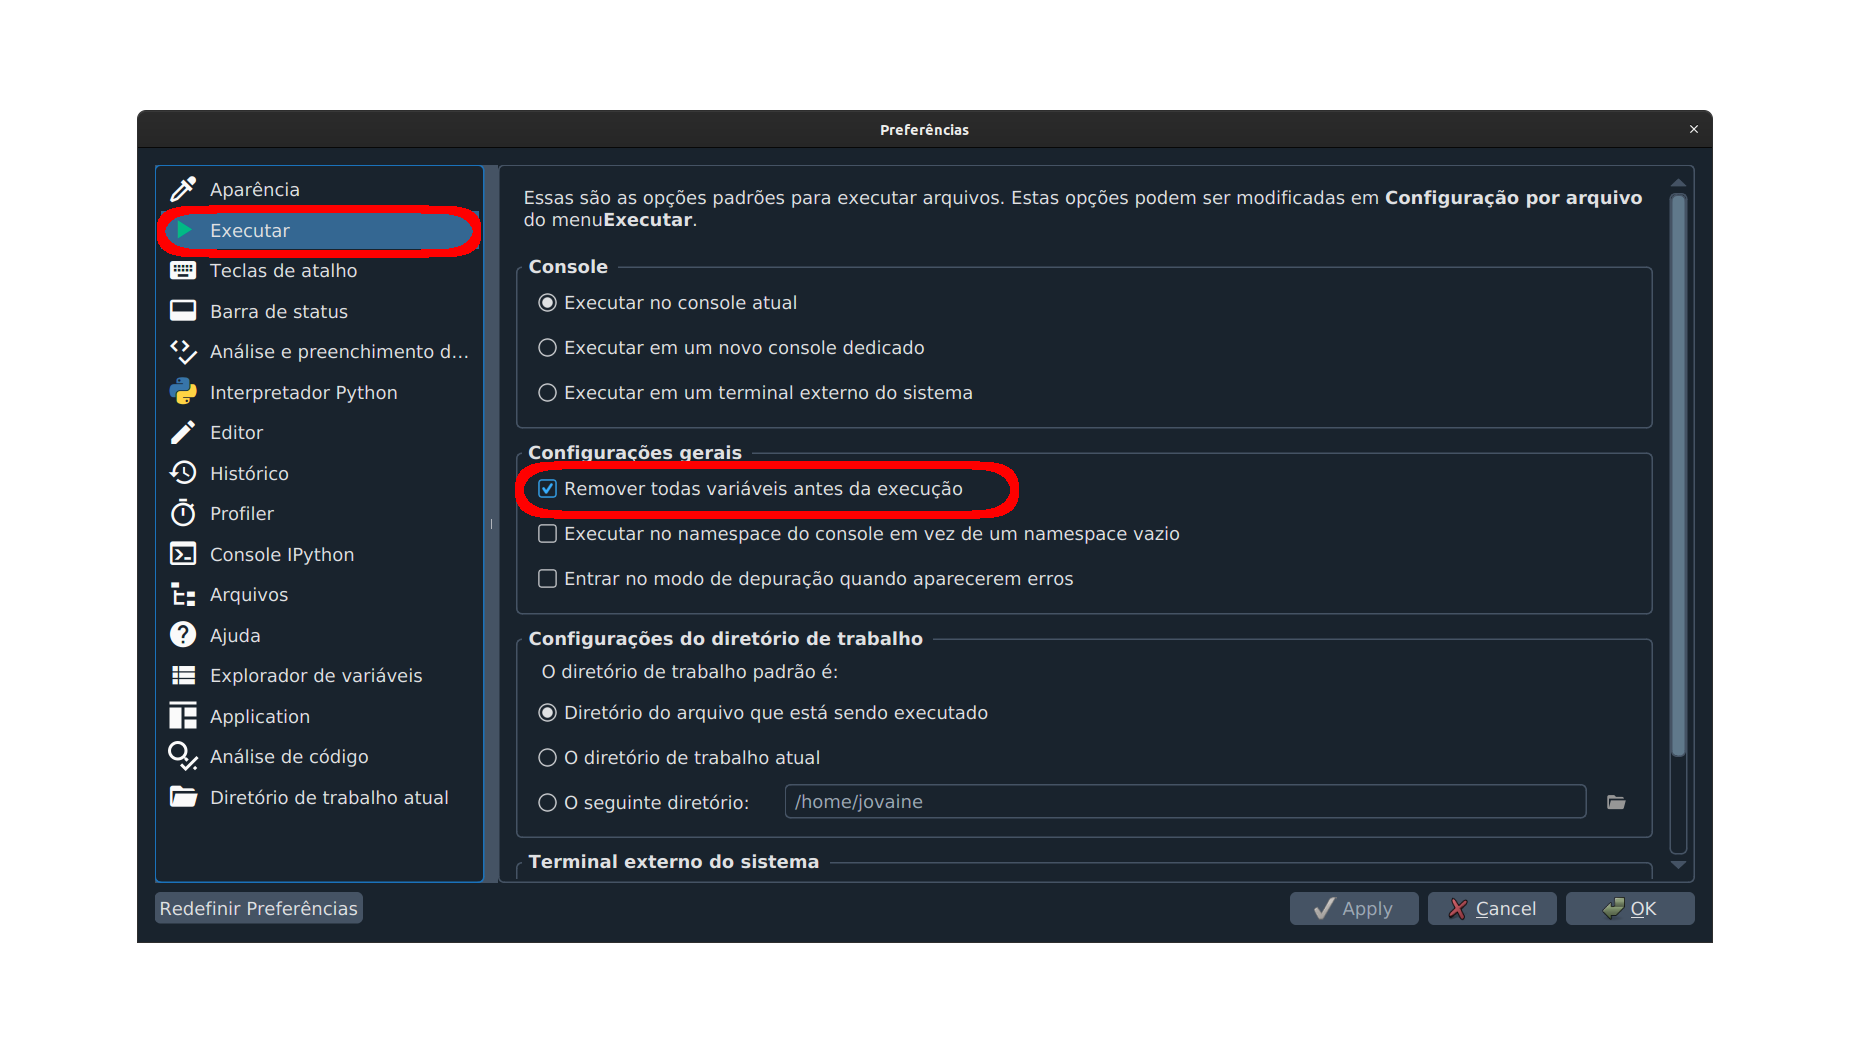 Preferências
Aparência
Executar
Teclas de atalho
Barra de status
Análise e preenchimento d...
Interpretador Python
Editor
Histórico
Profiler
Console IPython
Arquivos
Ajuda
Explorador de variáveis
Application
Análise de código
Diretório de trabalho atual
Essas são as opções padrões para executar arquivos. Estas opções podem ser modificadas em Configuração por arquivo
do menuExecutar.
Console
Executar no console atual
Executar em um novo console dedicado
Executar em um terminal externo do sistema
Configurações gerais
Remover todas variáveis antes da execução
Executar no namespace do console em vez de um namespace vazio
Entrar no modo de depuração quando aparecerem erros
Configurações do diretório de trabalho
O diretório de trabalho padrão é:
Diretório do arquivo que está sendo executado
O diretório de trabalho atual
O seguinte diretório: /home/jovaine
Terminal externo do sistema
Redefinir Preferências
Apply
Cancel
OK